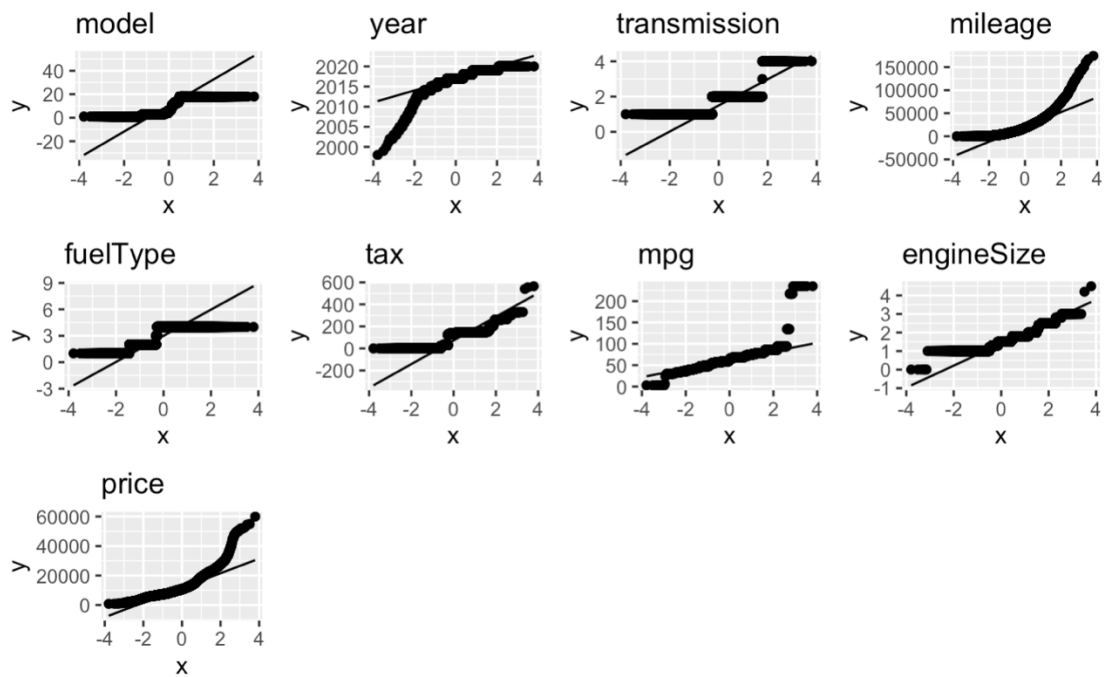 model
y
40
20
0
-20
-4 -2 0 2 4
x
year
y
2020
2015
2010
2005
2000
-4 -2 0 2 4
x
transmission
y
4
2
0
-4 -2 0 2 4
x
mileage
y
150000
100000
50000
0
-50000
-4 -2 0 2 4
x
fuelType
y
9
6
3
0
-3
-4 -2 0 2 4
x
tax
y
600
400
200
0
-200
-4 -2 0 2 4
x
mpg
y
200
150
100
50
0
-4 -2 0 2 4
x
engineSize
y
4
3
2
1
0
-1
-4 -2 0 2 4
x
price
y
60000
40000
20000
0
-4 -2 0 2 4
x